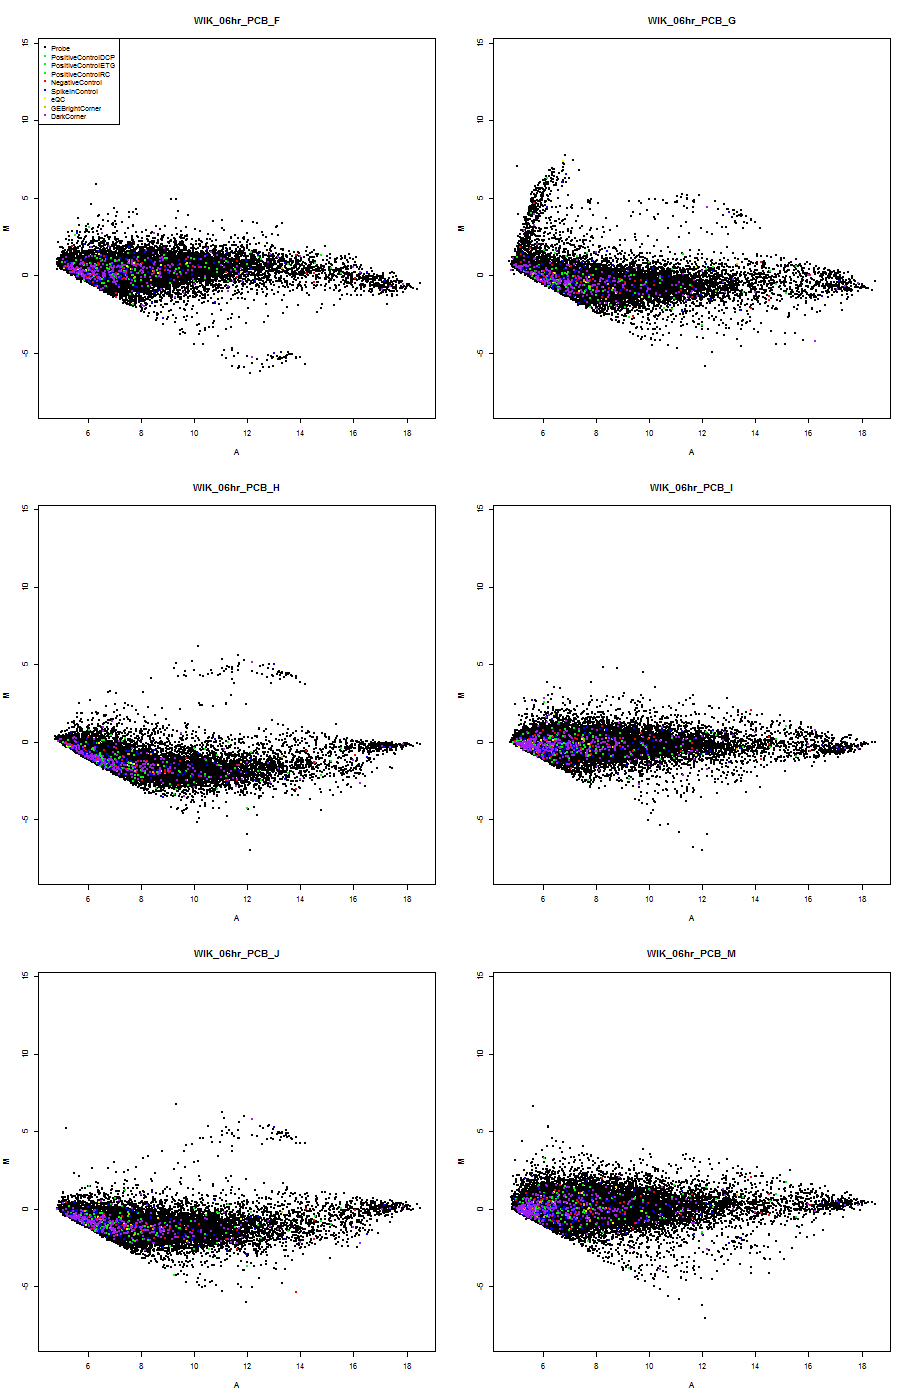 WIK_06hr_PCB_F
15
10
5
0
-5
M
Probe
PositiveControlDCP
PositiveControlETG
PositiveControlRC
NegativeControl
SpikeInControl
eQC
GEBrightCorner
DarkCorner
6 8 10 12 14 16 18
A
WIK_06hr_PCB_G
15
10
5
0
-5
M
6 8 10 12 14 16 18
A
WIK_06hr_PCB_H
15
10
5
0
-5
M
6 8 10 12 14 16 18
A
WIK_06hr_PCB_I
15
10
5
0
-5
M
6 8 10 12 14 16 18
A
WIK_06hr_PCB_J
15
10
5
0
-5
M
6 8 10 12 14 16 18
A
WIK_06hr_PCB_M
15
10
5
0
-5
M
6 8 10 12 14 16 18
A